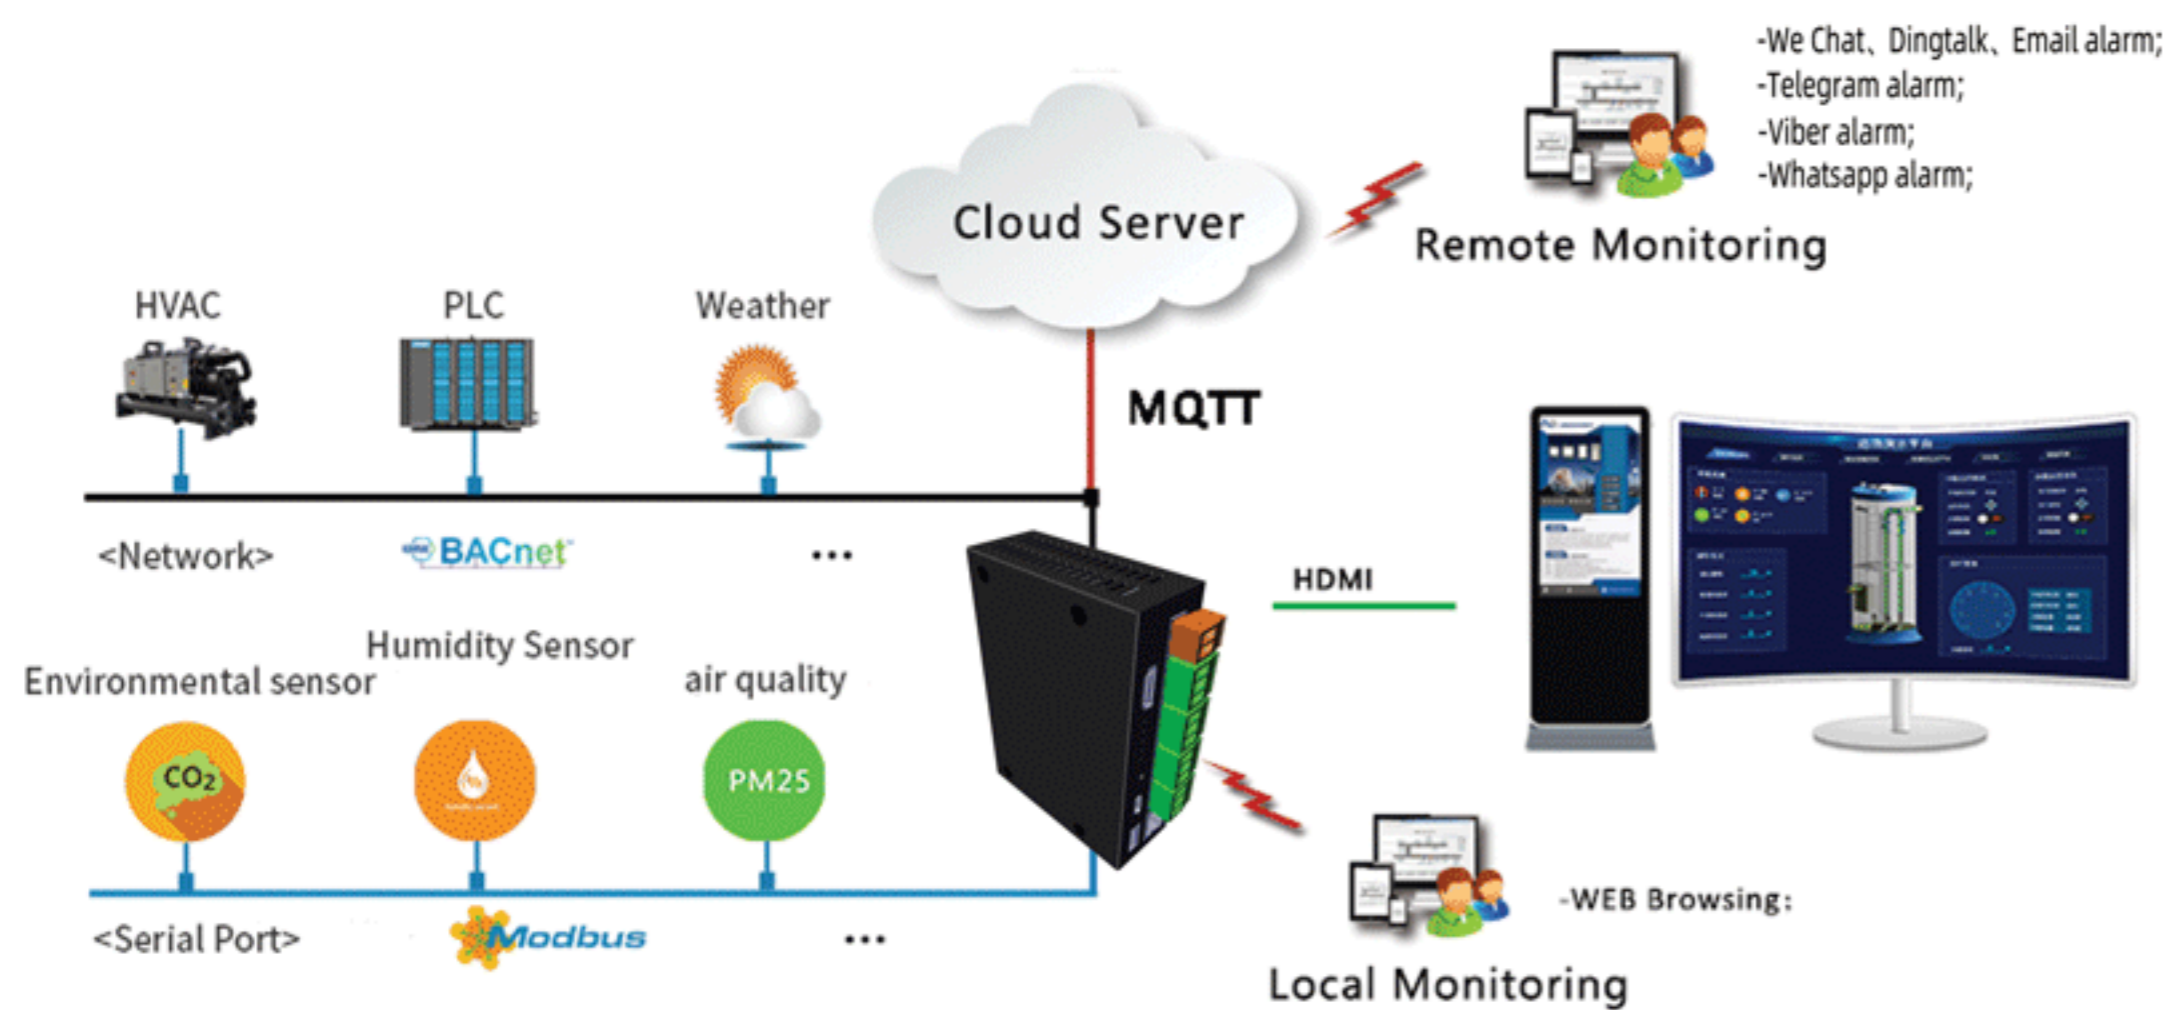 -We Chat、Dingtalk、Email alarm;
-Telegram alarm;
-Viber alarm;
-Whatsapp alarm;
Remote Monitoring
Cloud Server
HVAC
PLC
Weather
MQTT
<Network>
BACnet
...
HDMI
Environmental sensor
Humidity Sensor
air quality
CO₂
PM25
<Serial Port>
Modbus
...
-WEB Browsing:
Local Monitoring